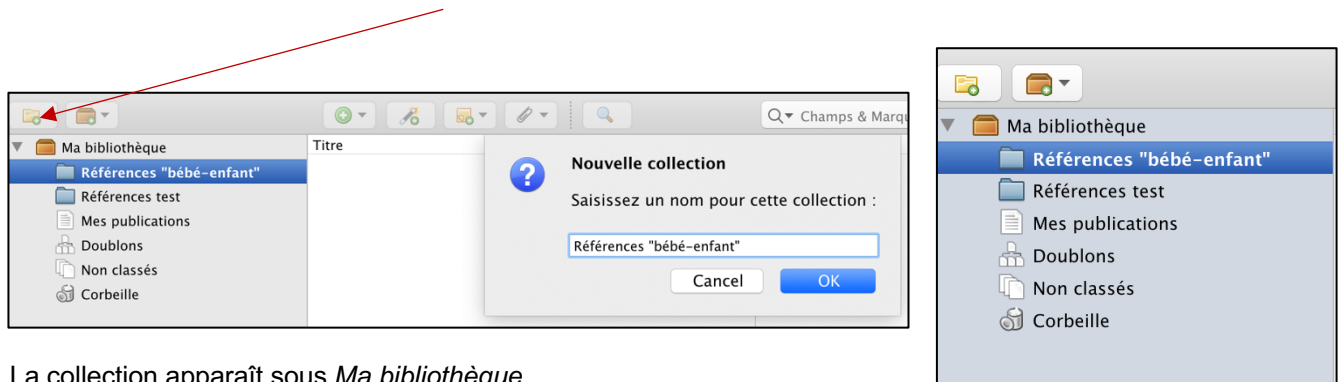 Champs & Marqu
Ma bibliothèque
Titre
Références "bébé-enfant"
Références test
Mes publications
Doublons
Non classés
Corbeille
Nouvelle collection
Saisissez un nom pour cette collection :
Références "bébé-enfant"
Cancel
OK
Ma bibliothèque
Références "bébé-enfant"
Références test
Mes publications
Doublons
Non classés
Corbeille
La collection apparaît sous Ma bibliothèque